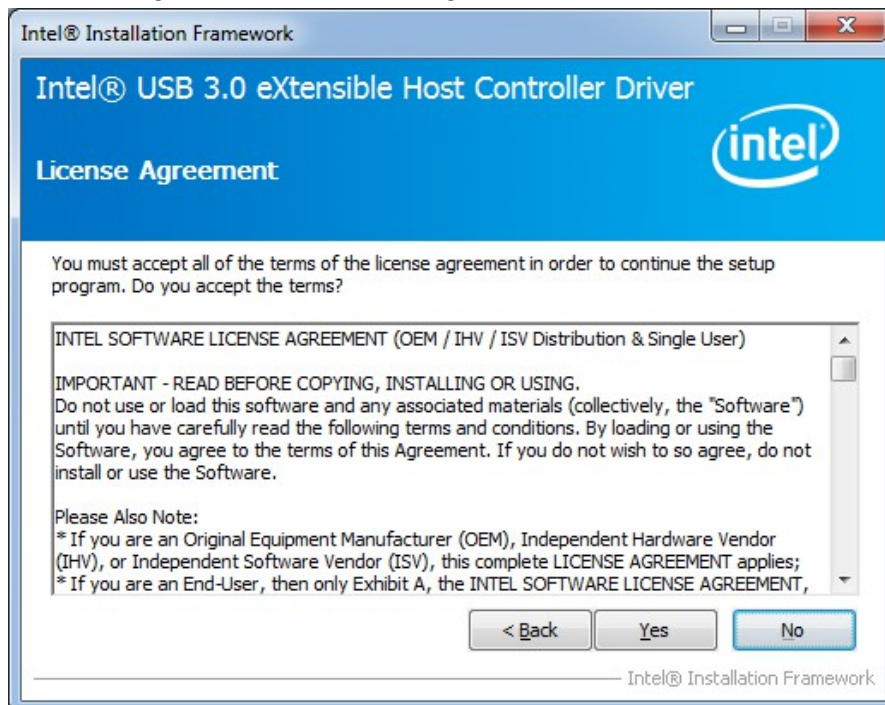 Intel® Installation Framework
Intel® USB 3.0 eXtensible Host Controller Driver
intel
License Agreement
You must accept all of the terms of the license agreement in order to continue the setup
program. Do you accept the terms?
INTEL SOFTWARE LICENSE AGREEMENT (OEM / IHV / ISV Distribution & Single User)
IMPORTANT - READ BEFORE COPYING, INSTALLING OR USING.
Do not use or load this software and any associated materials (collectively, the "Software")
until you have carefully read the following terms and conditions. By loading or using the
Software, you agree to the terms of this Agreement. If you do not wish to so agree, do not
install or use the Software.
Please Also Note:
* If you are an Original Equipment Manufacturer (OEM), Independent Hardware Vendor
(IHV), or Independent Software Vendor (ISV), this complete LICENSE AGREEMENT applies;
* If you are an End-User, then only Exhibit A, the INTEL SOFTWARE LICENSE AGREEMENT,
< Back
Yes
No
Intel® Installation Framework